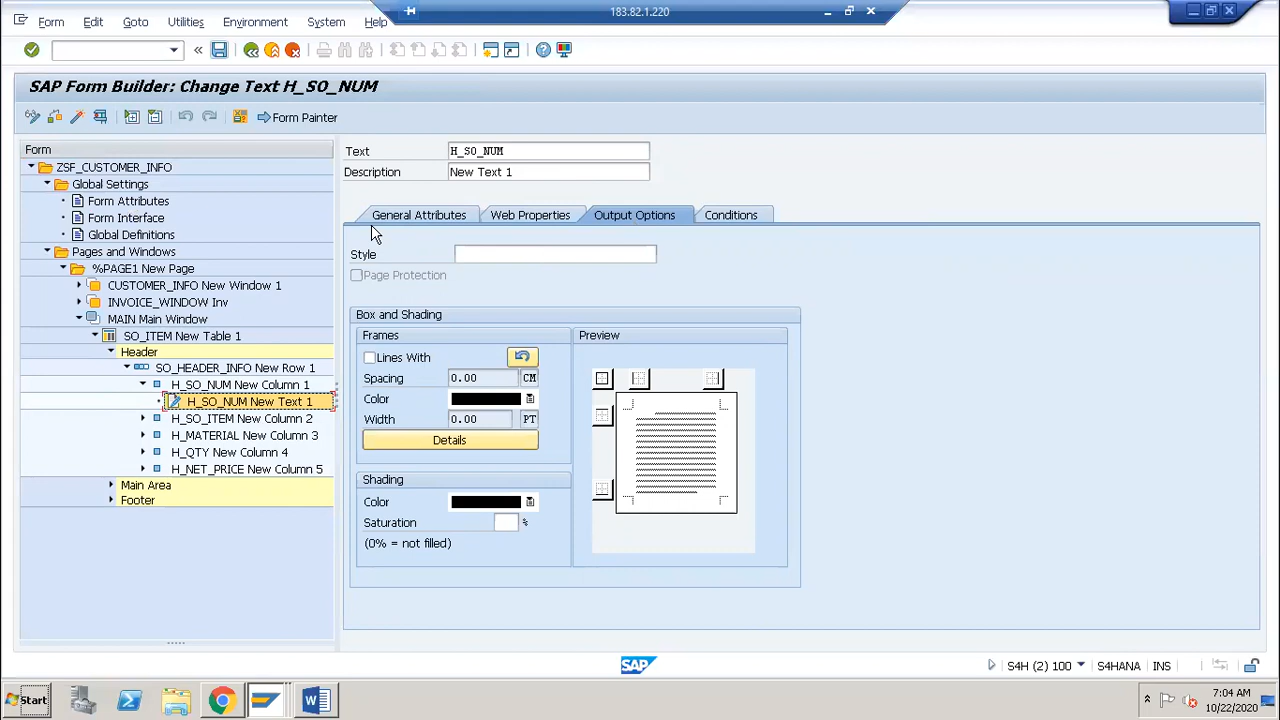 183.82.1.220
Form Edit Goto Utilities Environment System Help
SAP Form Builder: Change Text H_SO_NUM
Form Painter
Form
ZSF_CUSTOMER_INFO
Global Settings
Form Attributes
Form Interface
Global Definitions
Pages and Windows
%PAGE1 New Page
CUSTOMER_INFO New Window 1
INVOICE_WINDOW Inv
MAIN Main Window
SO_ITEM New Table 1
Header
SO_HEADER_INFO New Row 1
H_SO_NUM New Column 1
H_SO_NUM New Text 1
H_SO_ITEM New Column 2
H_MATERIAL New Column 3
H_QTY New Column 4
H_NET_PRICE New Column 5
Main Area
Footer
Text H_SO_NUM
Description New Text 1
General Attributes Web Properties Output Options Conditions
Style
Page Protection
Box and Shading
Frames
Lines With
Spacing 0.00 CM
Color
Width 0.00 PT
Details
Shading
Color
Saturation %
(0% = not filled)
Preview
SAP
S4H (2) 100 S4HANA INS
Start
7:04 AM
10/22/2020